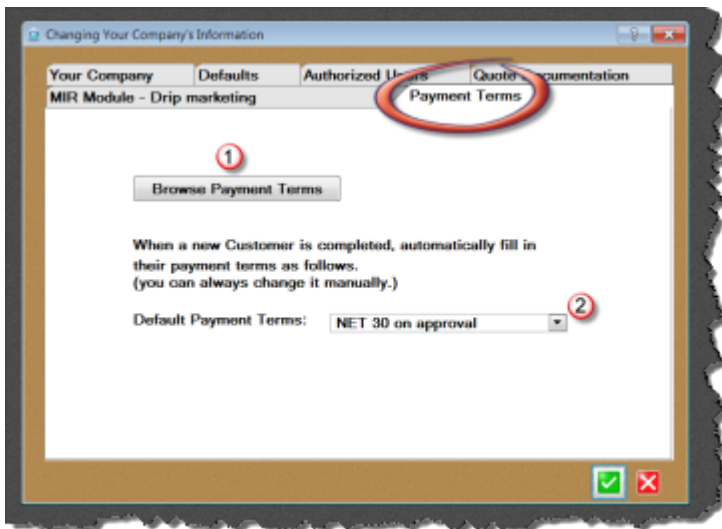 Changing Your Company's Information
Your Company Defaults Authorized Users Quote Documentation
MIR Module - Drip marketing Payment Terms
1
Browse Payment Terms
When a new Customer is completed, automatically fill in
their payment terms as follows.
(you can always change it manually.)
Default Payment Terms: NET 30 on approval
2